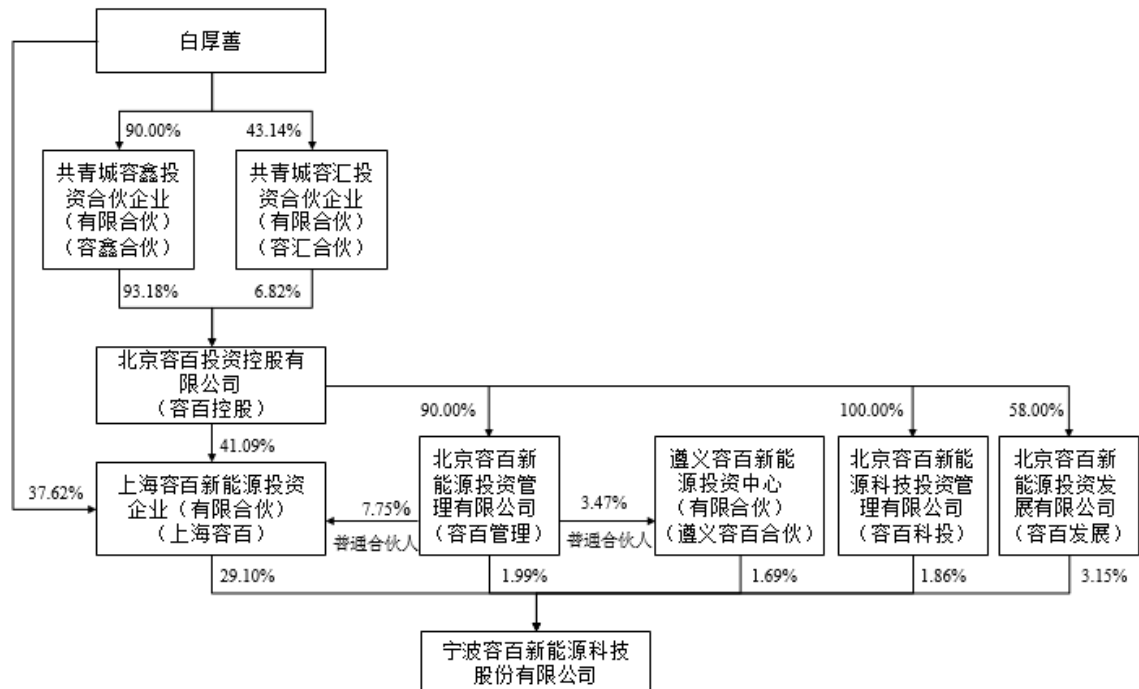 白厚善
90.00%
43.14%
共青城容鑫投
资合伙企业
（有限合伙）
（容鑫合伙）
共青城容汇投
资合伙企业
（有限合伙）
（容汇合伙）
93.18%
6.82%
北京容百投资控股有
限公司
（容百控股）
90.00%
100.00%
58.00%
41.09%
37.62%
上海容百新能源投资
企业（有限合伙）
（上海容百）
7.75%
普通合伙人
北京容百新
能源投资管
理有限公司
（容百管理）
3.47%
普通合伙人
遵义容百新能
源投资中心
（有限合伙）
（遵义容百合伙）
北京容百新能
源科技投资管
理有限公司
（容百科投）
北京容百新
能源投资发
展有限公司
（容百发展）
29.10%
1.99%
1.69%
1.86%
3.15%
宁波容百新能源科技
股份有限公司